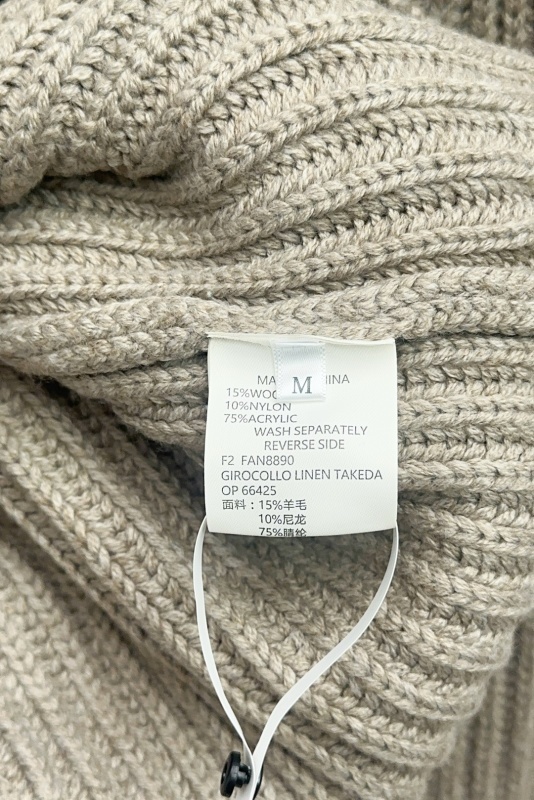 MA
INA
M
15%WOO
10%NYLON
75%ACRYLIC
WASH SEPARATELY
REVERSE SIDE
F2 FAN8890
GIROCOLLO LINEN TAKEDA
OP 66425
面料：15%羊毛
10%尼龙
75%腈纶